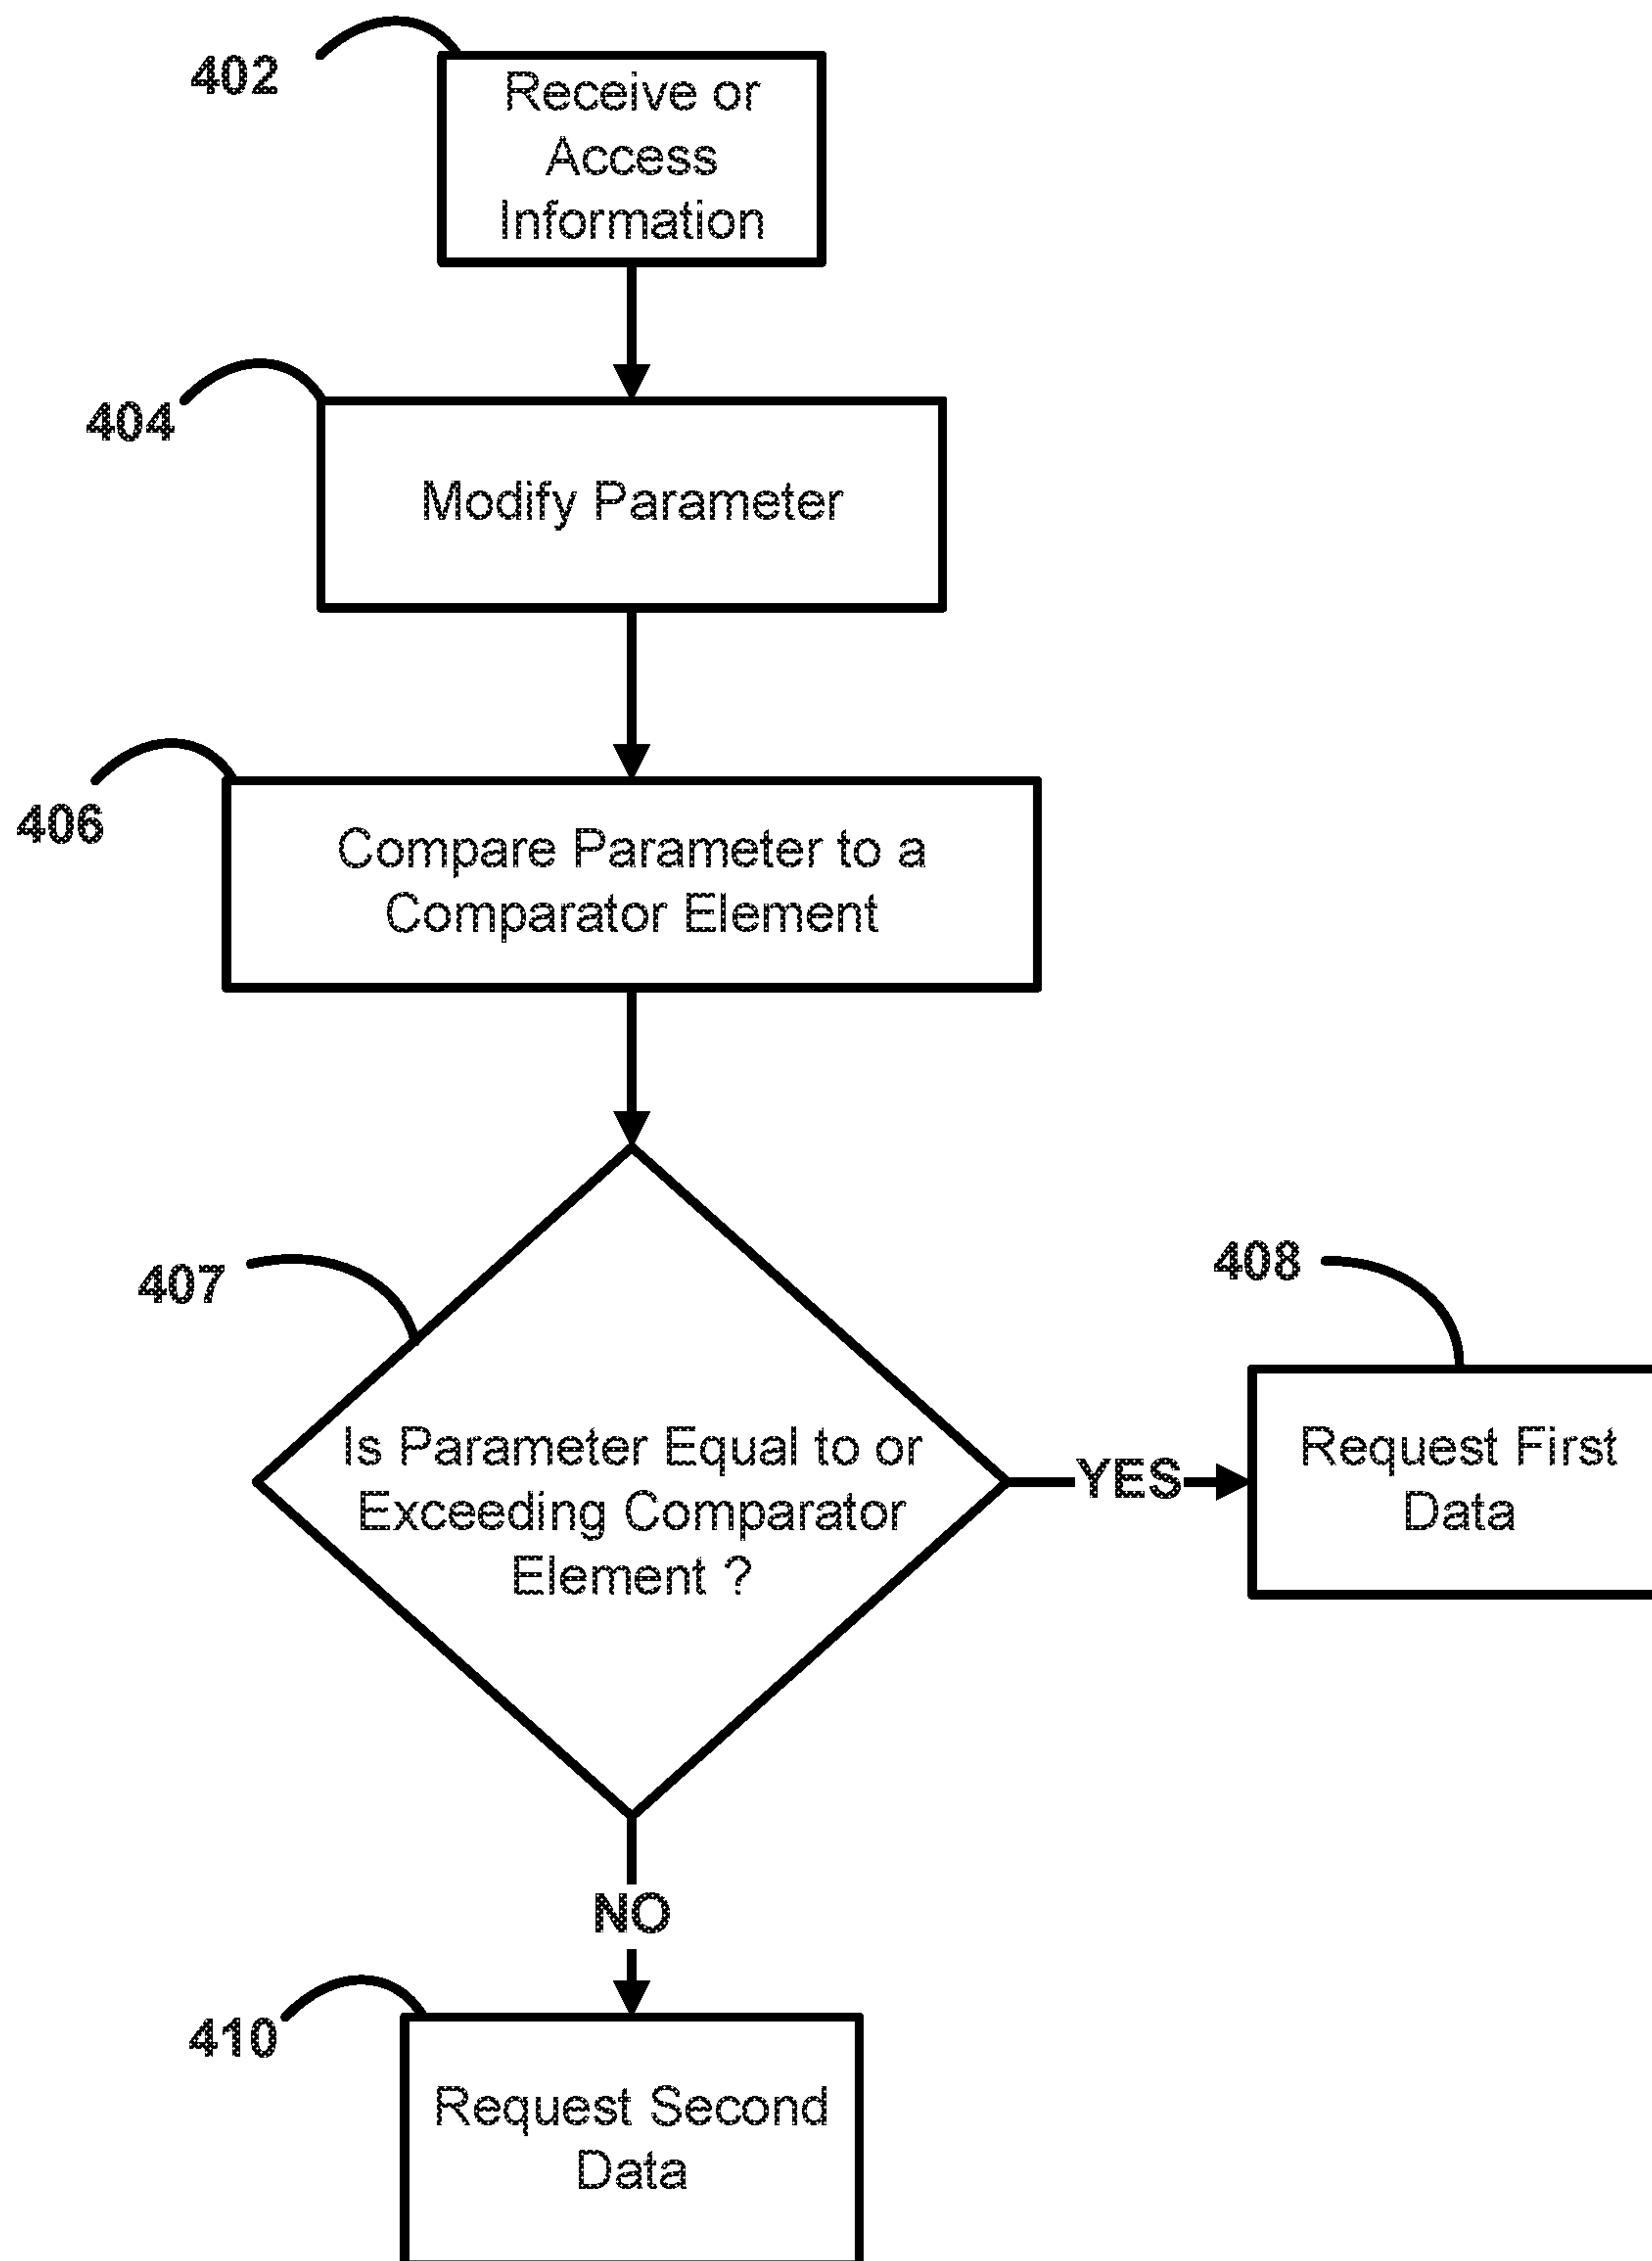 402
Receive or
Access
Information
404
Modify Parameter
406
Compare Parameter to a
Comparator Element
407
Is Parameter Equal to or
Exceeding Comparator
Element ?
YES
408
Request First
Data
NO
410
Request Second
Data